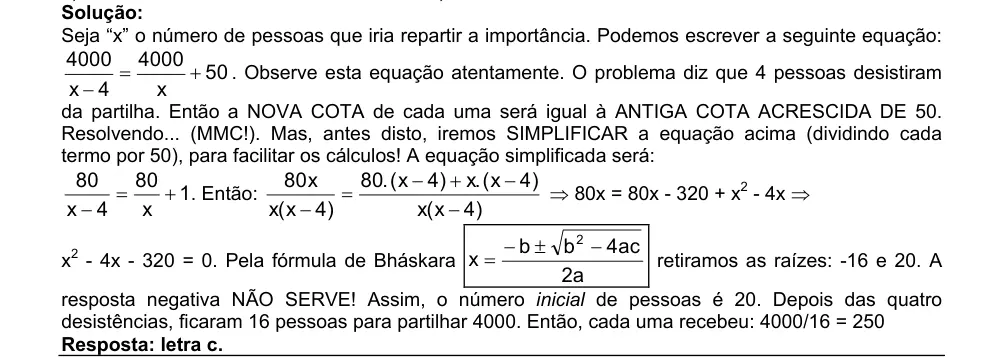 Solução:
Seja “x” o número de pessoas que iria repartir a importância. Podemos escrever a seguinte equação:
4000/(x − 4) = 4000/x + 50 . Observe esta equação atentamente. O problema diz que 4 pessoas desistiram
da partilha. Então a NOVA COTA de cada uma será igual à ANTIGA COTA ACRESCIDA DE 50.
Resolvendo... (MMC!). Mas, antes disto, iremos SIMPLIFICAR a equação acima (dividindo cada
termo por 50), para facilitar os cálculos! A equação simplificada será:
80/(x − 4) = 80/x + 1. Então: 80x/(x(x − 4)) = (80.(x − 4) + x.(x − 4))/(x(x − 4)) ⇒ 80x = 80x - 320 + x² - 4x ⇒
x² - 4x - 320 = 0. Pela fórmula de Bháskara x = (− b ± √(b² − 4ac))/(2a) retiramos as raízes: -16 e 20. A
resposta negativa NÃO SERVE! Assim, o número inicial de pessoas é 20. Depois das quatro
desistências, ficaram 16 pessoas para partilhar 4000. Então, cada uma recebeu: 4000/16 = 250
Resposta: letra c.